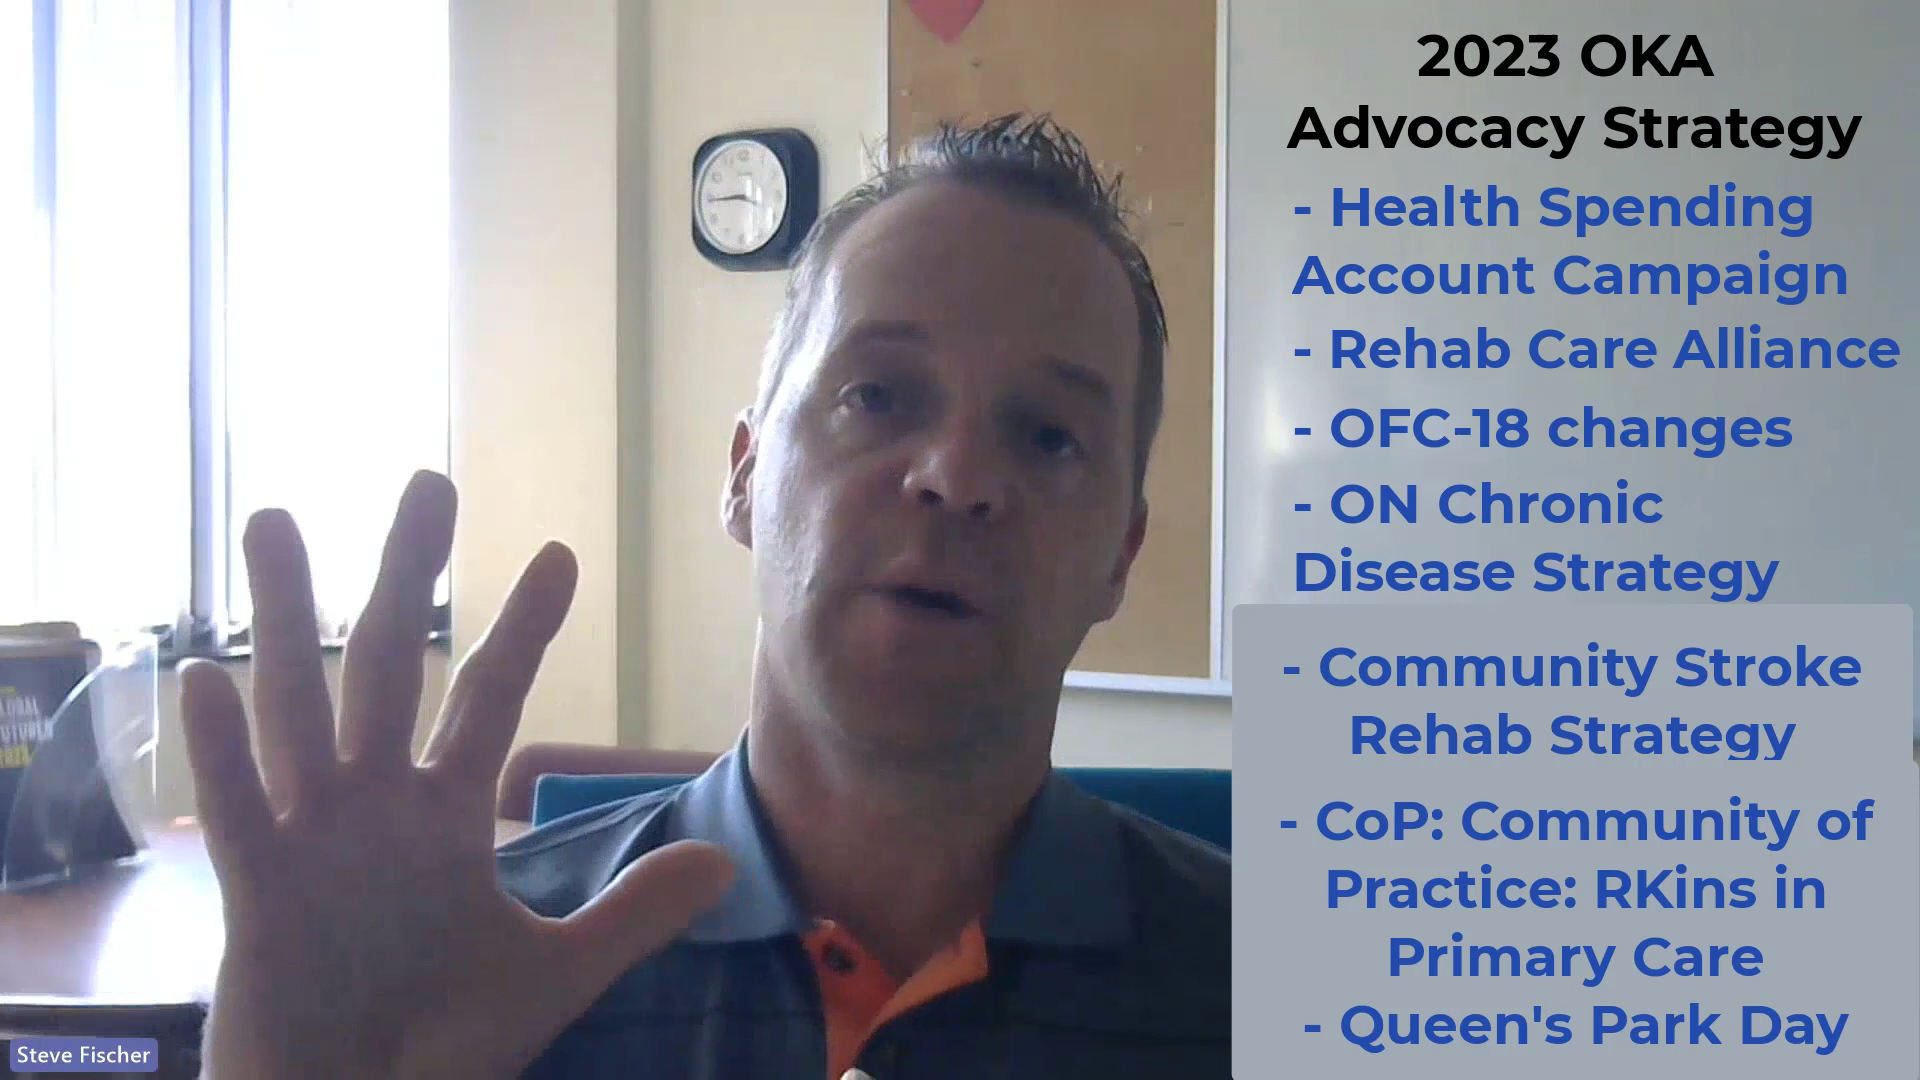 2023 OKA
Advocacy Strategy
- Health Spending
Account Campaign
- Rehab Care Alliance
- OFC-18 changes
- ON Chronic
Disease Strategy
- Community Stroke
Rehab Strategy
- CoP: Community of
Practice: RKins in
Primary Care
- Queen's Park Day
Steve Fischer